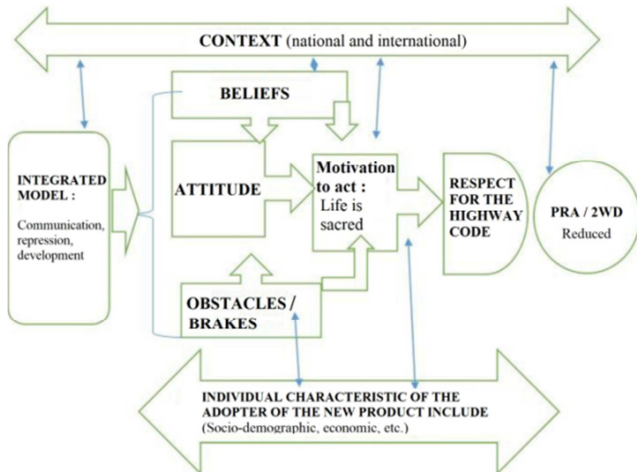 CONTEXT (national and international)
BELIEFS
INTEGRATED
MODEL :
Communication,
repression,
development
ATTITUDE
Motivation
to act :
Life is
sacred
RESPECT
FOR THE
HIGHWAY
CODE
PRA / 2WD
Reduced
OBSTACLES /
BRAKES
INDIVIDUAL CHARACTERISTIC OF THE
ADOPTER OF THE NEW PRODUCT INCLUDE
(Socio-demographic, economic, etc.)